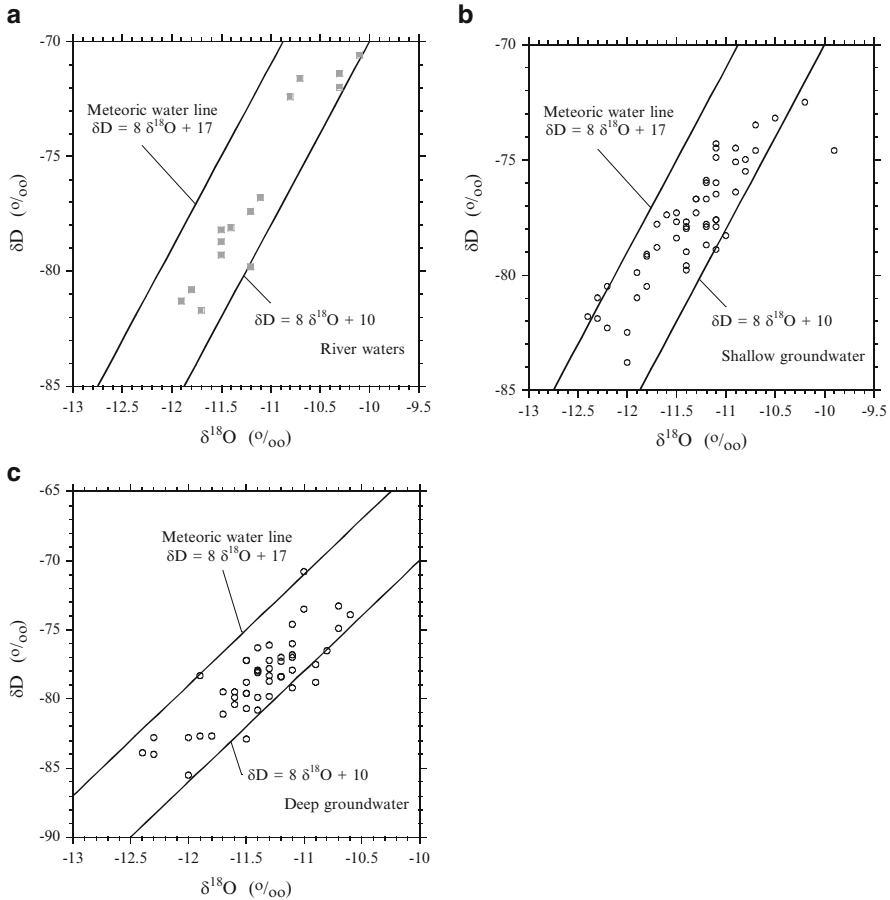 a
-70
-75
-80
-85
δD (o/oo)
Meteoric water line
δD = 8 δ18O + 17
δD = 8 δ18O + 10
River waters
-13 -12.5 -12 -11.5 -11 -10.5 -10 -9.5
δ18O (o/oo)
b
-70
-75
-80
-85
δD (o/oo)
Meteoric water line
δD = 8 δ18O + 17
δD = 8 δ18O + 10
Shallow groundwater
-13 -12.5 -12 -11.5 -11 -10.5 -10 -9.5
δ18O (o/oo)
c
-65
-70
-75
-80
-85
-90
δD (o/oo)
Meteoric water line
δD = 8 δ18O + 17
δD = 8 δ18O + 10
Deep groundwater
-13 -12.5 -12 -11.5 -11 -10.5 -10
δ18O (o/oo)